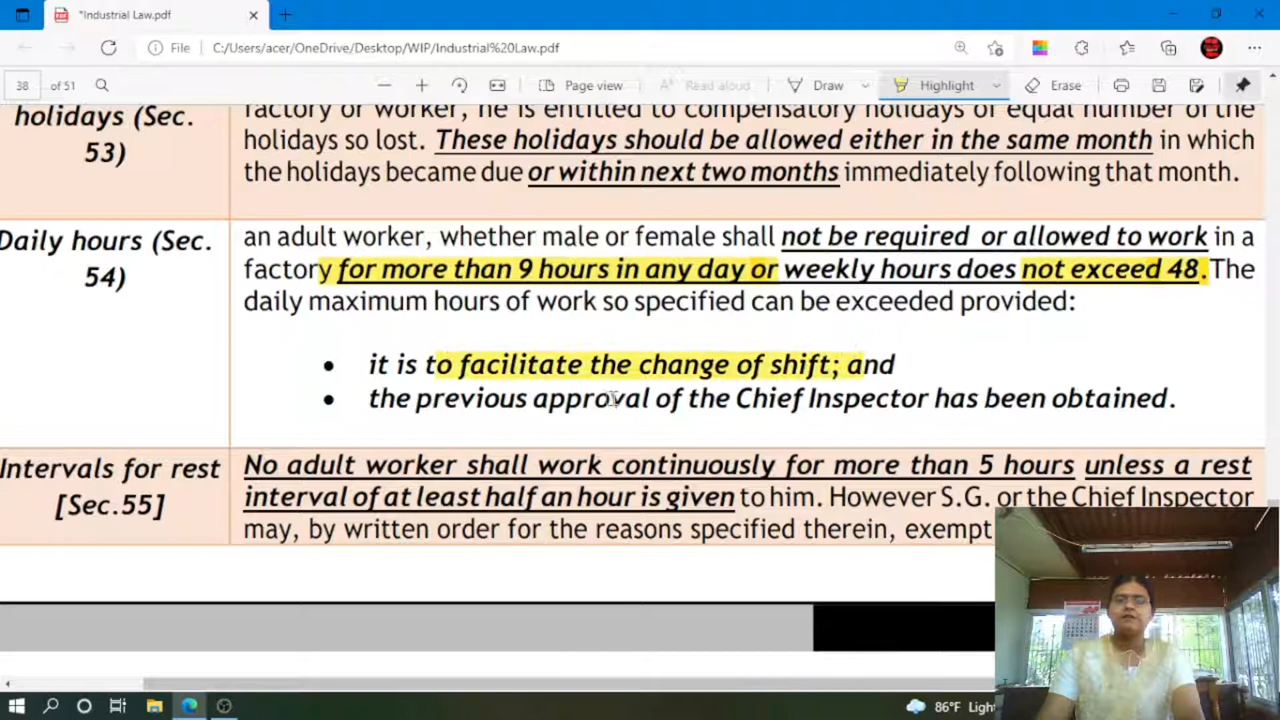 *Industrial Law.pdf
File
C:/Users/acer/OneDrive/Desktop/WIP/Industrial%20Law.pdf
38 of 51
Page view
Read aloud
Draw
Highlight
Erase
holidays (Sec. 53)
factory or worker, he is entitled to compensatory holidays of equal number of the
holidays so lost. These holidays should be allowed either in the same month in which
the holidays became due or within next two months immediately following that month.
Daily hours (Sec.
54)
an adult worker, whether male or female shall not be required or allowed to work in a
factory for more than 9 hours in any day or weekly hours does not exceed 48. The
daily maximum hours of work so specified can be exceeded provided:
• it is to facilitate the change of shift; and
• the previous approval of the Chief Inspector has been obtained.
Intervals for rest
[Sec.55]
No adult worker shall work continuously for more than 5 hours unless a rest
interval of at least half an hour is given to him. However S.G. or the Chief Inspector
may, by written order for the reasons specified therein, exempt
86°F Light